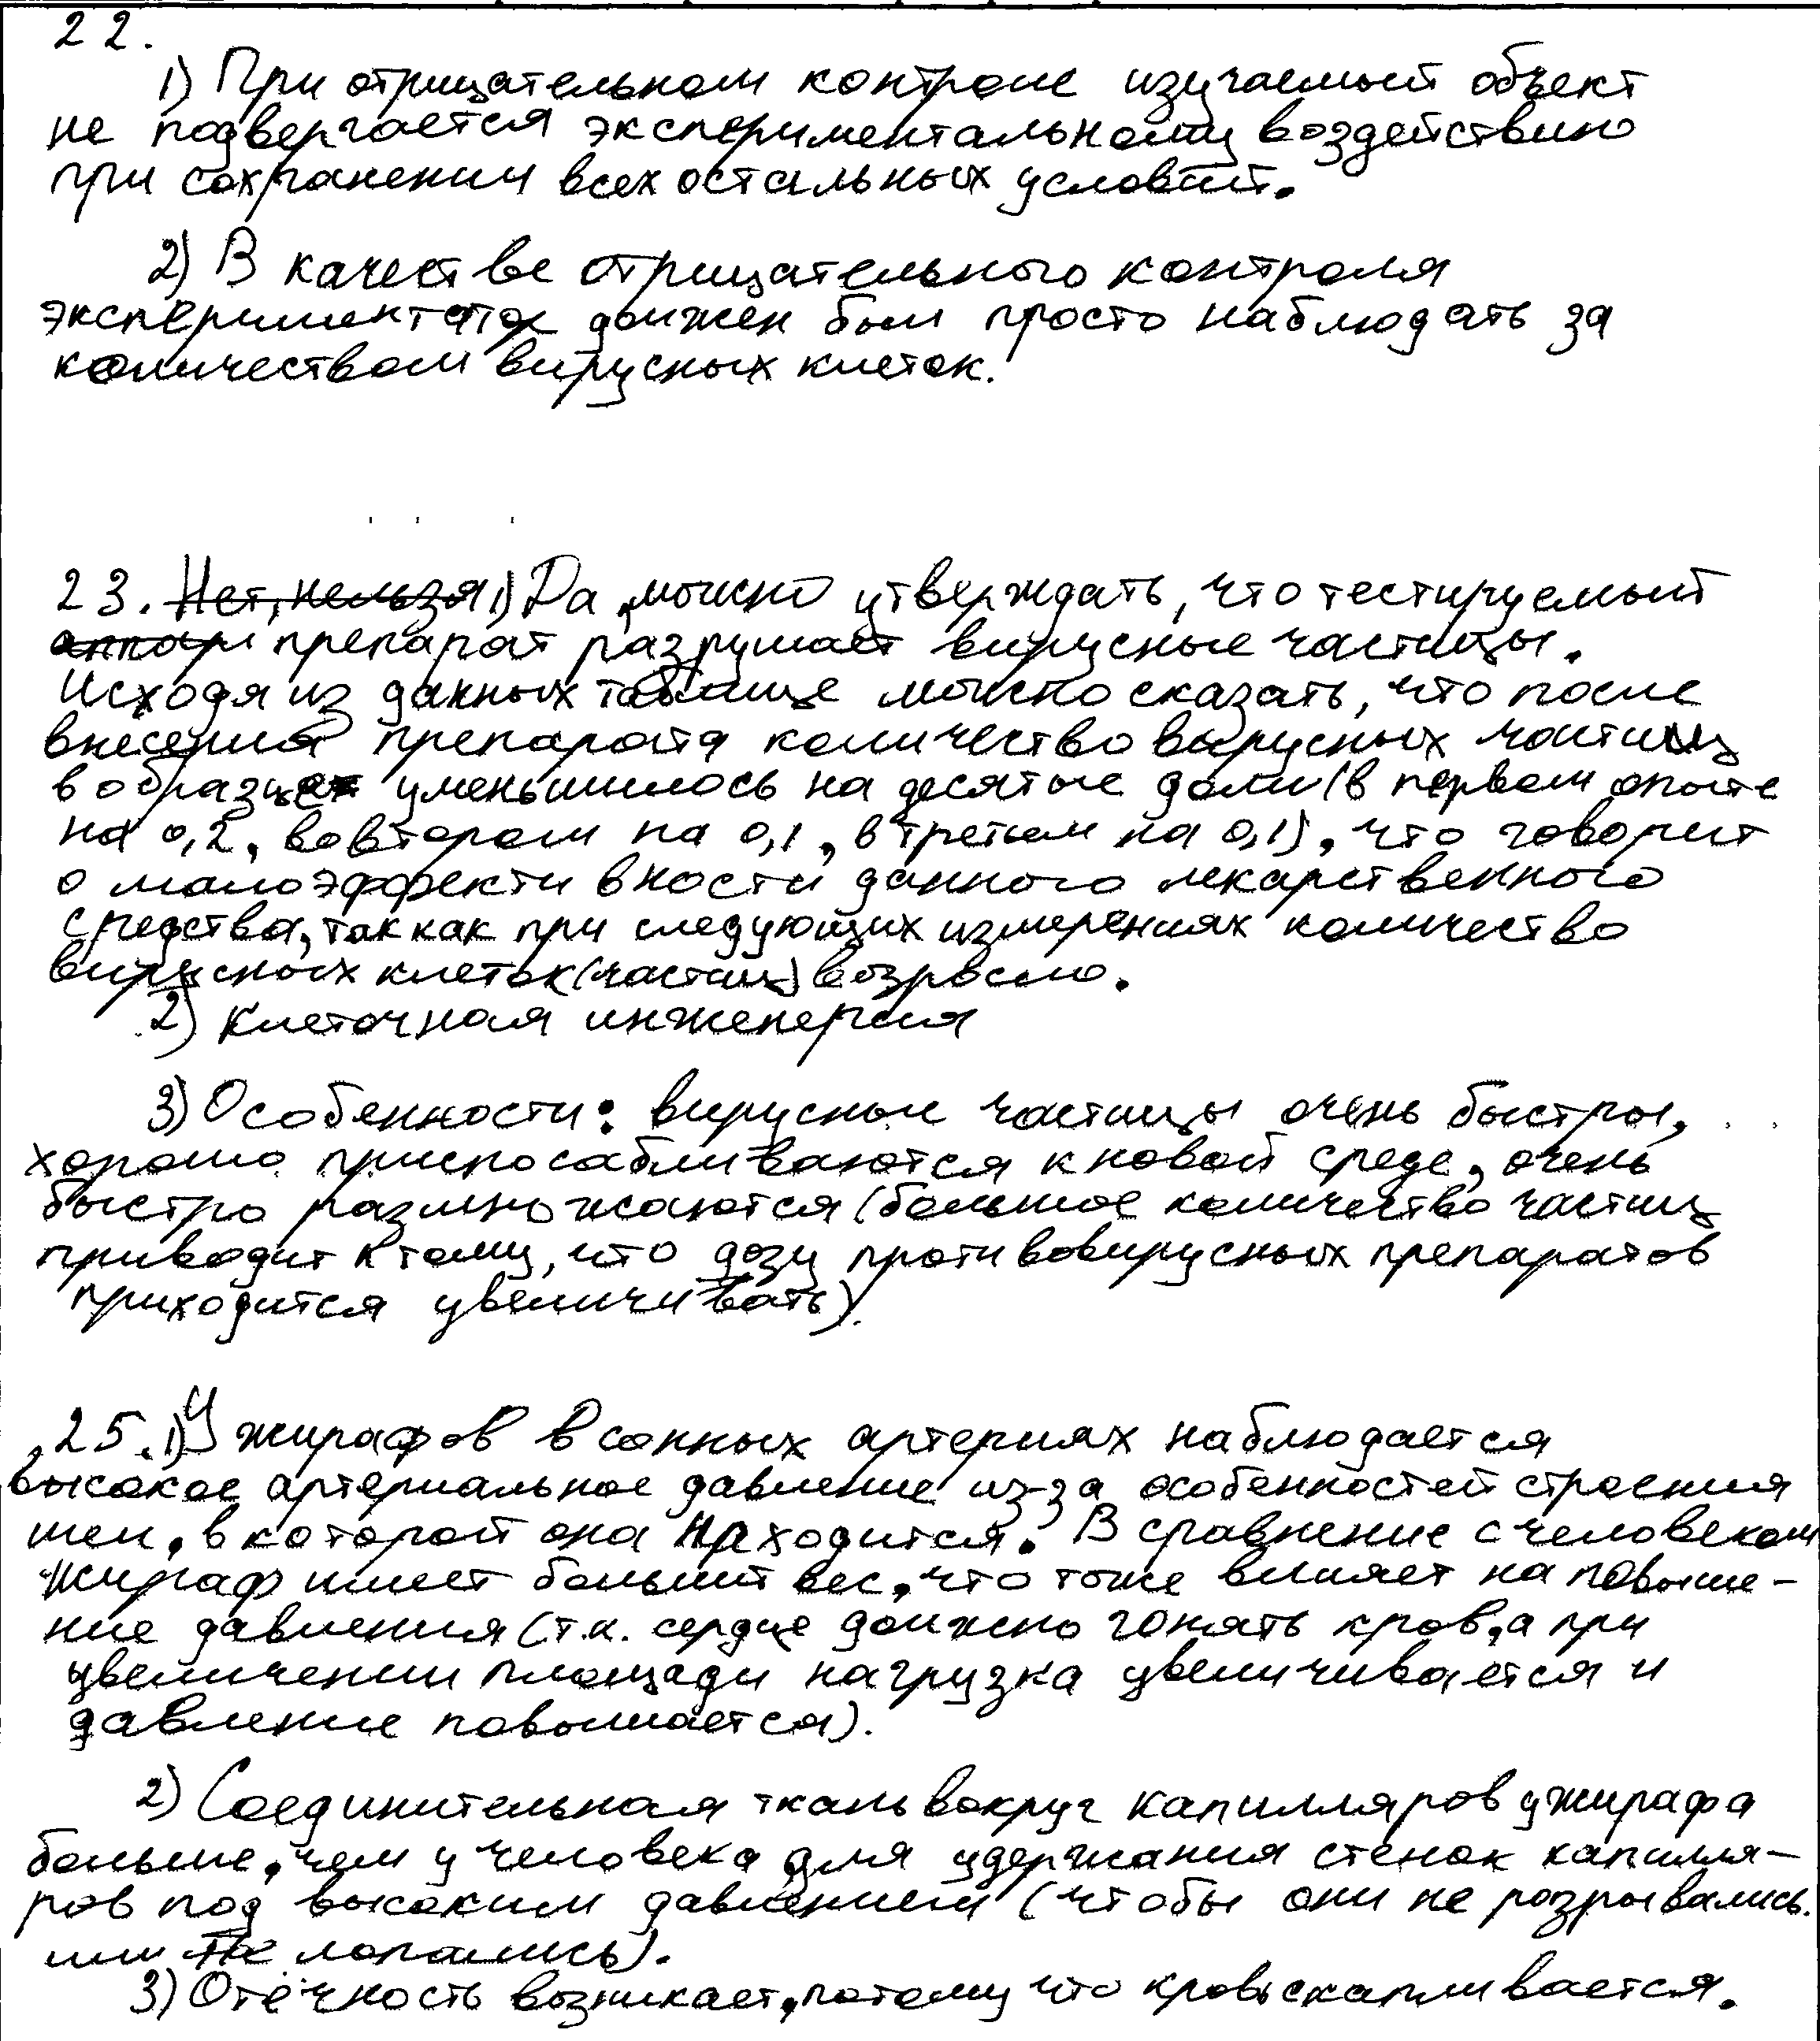 22.
1) При отрицательном контроле изучаемый объект
не подвергается экспериментальному воздействию
при сохранении всех остальных условий.
2) В качестве отрицательного контроля
экспериментатор должен был просто наблюдать за
количеством вирусных клеток.
23. Нет, нельзя 1) Да, можно утверждать, что тестируемый
препарат разрушает вирусные частицы.
Исходя из данных таблице можно сказать, что после
внесения препарата количество вирусных частиц
в образце уменьшилось на десятые доли (в первом опыте
на 0,2, во втором на 0,1, в третьем на 0,1), что говорит
о малоэффективности данного лекарственного
средства, так как при следующих измерениях количество
вирусных клеток (частиц) возросло.
2) Клеточная инженерия
3) Особенности: вирусные частицы очень быстры,
хорошо приспосабливаются к новой среде, очень
быстро размножаются (большое количество частиц
приводит к тому, что дозу противовирусных препаратов
приходится увеличивать).
25. 1) У жирафов в сонных артериях наблюдается
высокое артериальное давление из-за особенностей строения
шеи, в которой она находится. В сравнение с человеком
жираф имеет больший вес, что тоже влияет на повыше-
ние давления (т.к. сердце должно гонять кров, а при
увеличении площади нагрузка увеличивается и
давление повышается).
2) Соединительная ткань вокруг капилляров у жирафа
больше, чем у человека для удержания стенок капилля-
ров под высоким давлением (чтобы они не разрывались
или не лопались).
3) Отёчность возникает, потому что кровь скапливается.